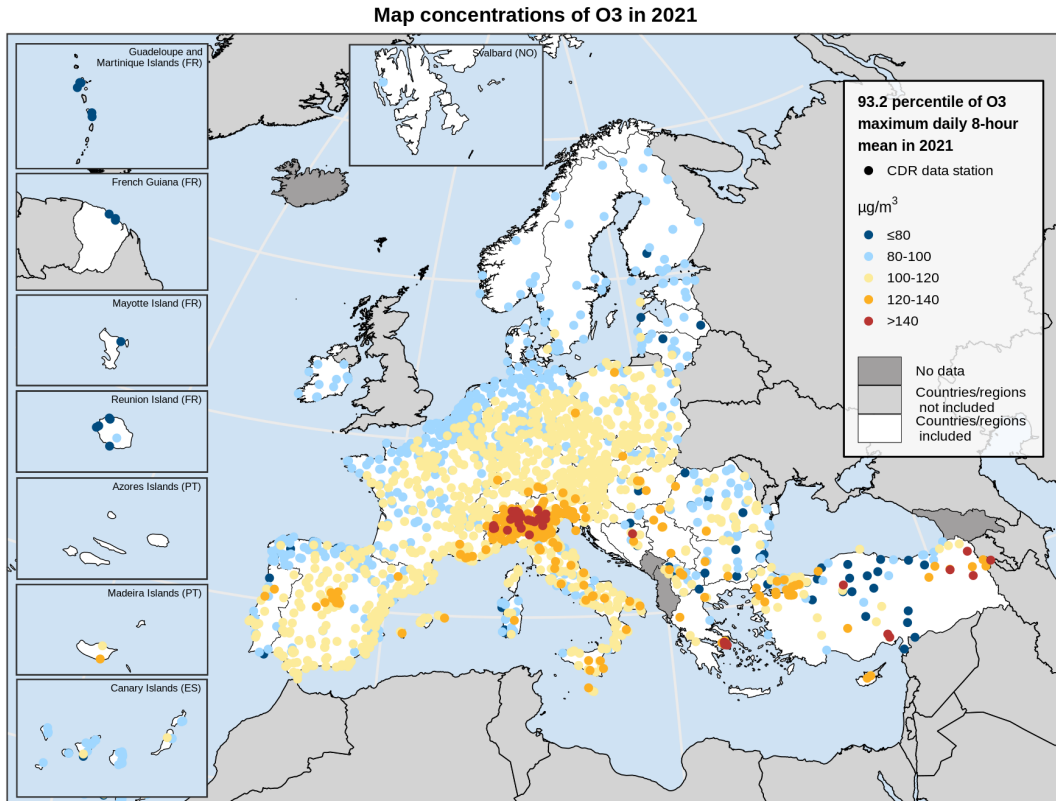 Map concentrations of O3 in 2021
Guadeloupe and
Martinique Islands (FR)
Svalbard (NO)
French Guiana (FR)
Mayotte Island (FR)
Reunion Island (FR)
Azores Islands (PT)
Madeira Islands (PT)
Canary Islands (ES)
93.2 percentile of O3
maximum daily 8-hour
mean in 2021
CDR data station
µg/m³
≤80
80-100
100-120
120-140
>140
No data
Countries/regions
not included
Countries/regions
included